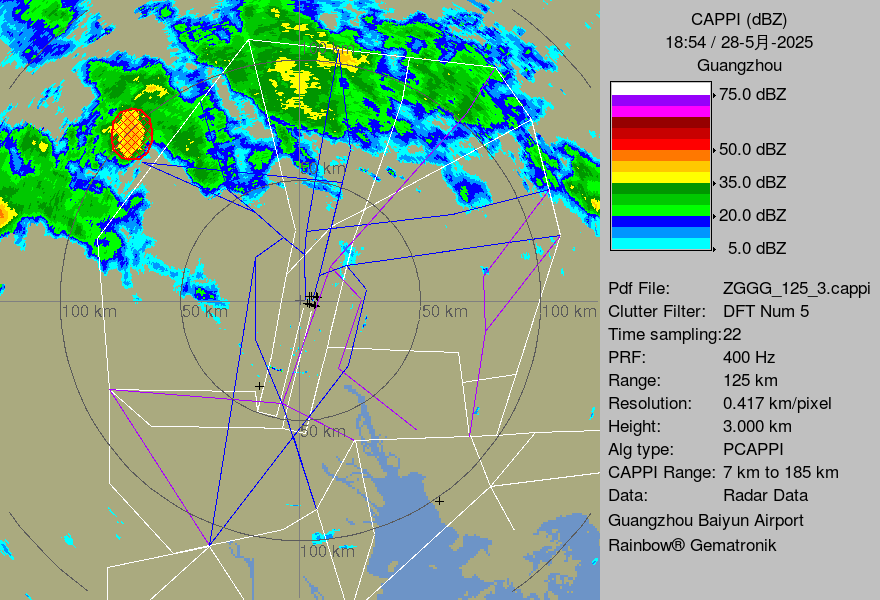 CAPPI (dBZ)
18:54 / 28-5月-2025
Guangzhou
75.0 dBZ
50.0 dBZ
35.0 dBZ
20.0 dBZ
5.0 dBZ
Pdf File: ZGGG_125_3.cappi
Clutter Filter: DFT Num 5
Time sampling:22
PRF: 400 Hz
Range: 125 km
Resolution: 0.417 km/pixel
Height: 3.000 km
Alg type: PCAPPI
CAPPI Range: 7 km to 185 km
Data: Radar Data
Guangzhou Baiyun Airport
Rainbow® Gematronik
100 km
50 km
100 km
50 km
50 km
100 km
50 km
100 km